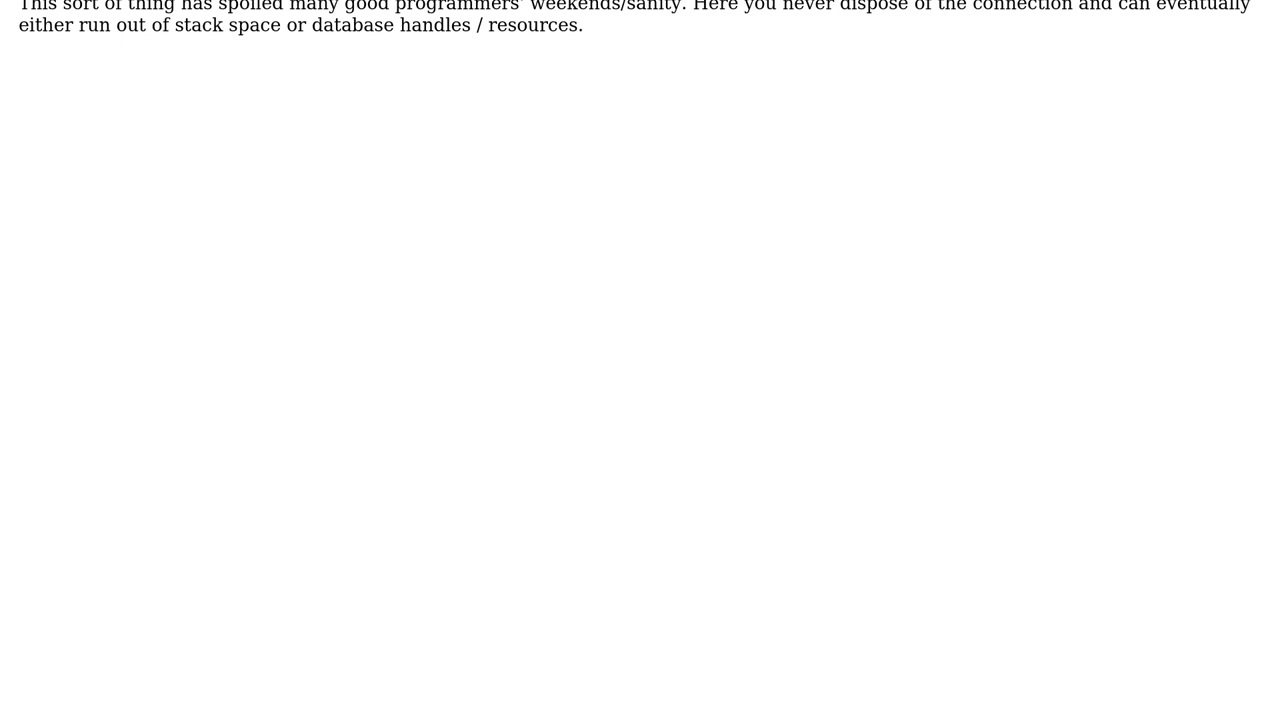 This sort of thing has spoiled many good programmers' weekends/sanity. Here you never dispose of the connection and can eventually
either run out of stack space or database handles / resources.